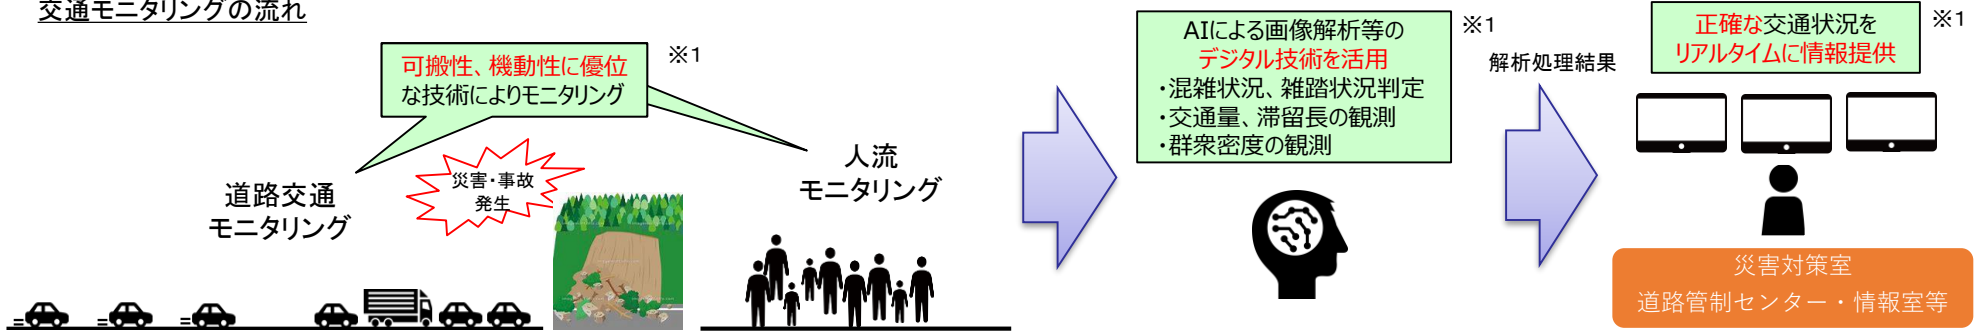 交通モニタリングの流れ
可搬性、機動性に優位
な技術によりモニタリング
※1
災害・事故
発生
道路交通
モニタリング
人流
モニタリング
AIによる画像解析等の
デジタル技術を活用
・混雑状況、雑踏状況判定
・交通量、滞留長の観測
・群衆密度の観測
※1
解析処理結果
正確な交通状況を
リアルタイムに情報提供
※1
災害対策室
道路管制センター・情報室等